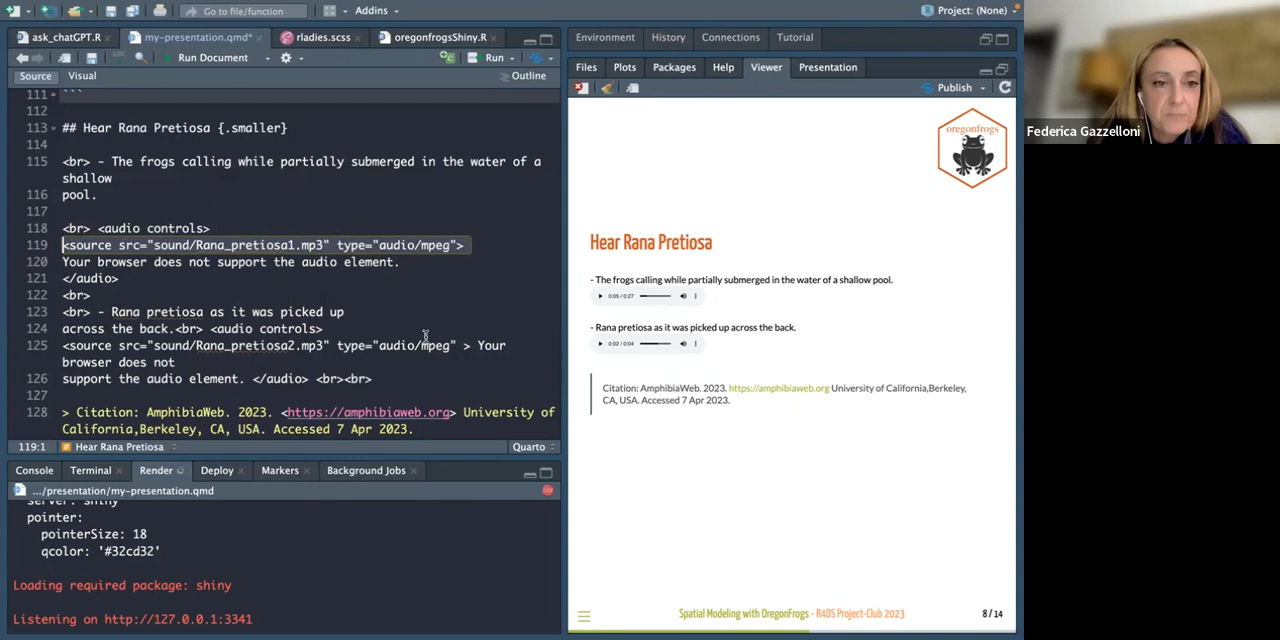 Go to file/function
Addins
Project: (None)
ask_chatGPT.R
my-presentation.qmd*
rladies.scss
oregonfrogsShiny.R
Run Document
Run
Source
Visual
Outline
111 ```
112
113 ## Hear Rana Pretiosa {.smaller}
114
115 <br> - The frogs calling while partially submerged in the water of a
shallow
116 pool.
117
118 <br> <audio controls>
119 <source src="sound/Rana_pretiosa1.mp3" type="audio/mpeg">
120 Your browser does not support the audio element.
121 </audio>
122 <br>
123 <br> - Rana pretiosa as it was picked up
124 across the back.<br> <audio controls>
125 <source src="sound/Rana_pretiosa2.mp3" type="audio/mpeg" > Your
browser does not
126 support the audio element. </audio> <br><br>
127
128 > Citation: AmphibiaWeb. 2023. <https://amphibiaweb.org> University of
California,Berkeley, CA, USA. Accessed 7 Apr 2023.
119:1
Hear Rana Pretiosa
Quarto
Console
Terminal
Render
Deploy
Markers
Background Jobs
.../presentation/my-presentation.qmd
server: shiny
pointer:
pointerSize: 18
qcolor: '#32cd32'
Loading required package: shiny
Listening on http://127.0.0.1:3341
Environment
History
Connections
Tutorial
Files
Plots
Packages
Help
Viewer
Presentation
Publish
oregonfrogs
Hear Rana Pretiosa
- The frogs calling while partially submerged in the water of a shallow pool.
0:05 / 0:27
- Rana pretiosa as it was picked up across the back.
0:02 / 0:04
Citation: AmphibiaWeb. 2023. https://amphibiaweb.org University of California,Berkeley,
CA, USA. Accessed 7 Apr 2023.
Spatial Modeling with OregonFrogs - R4DS Project-Club 2023
8 / 14
Federica Gazzelloni